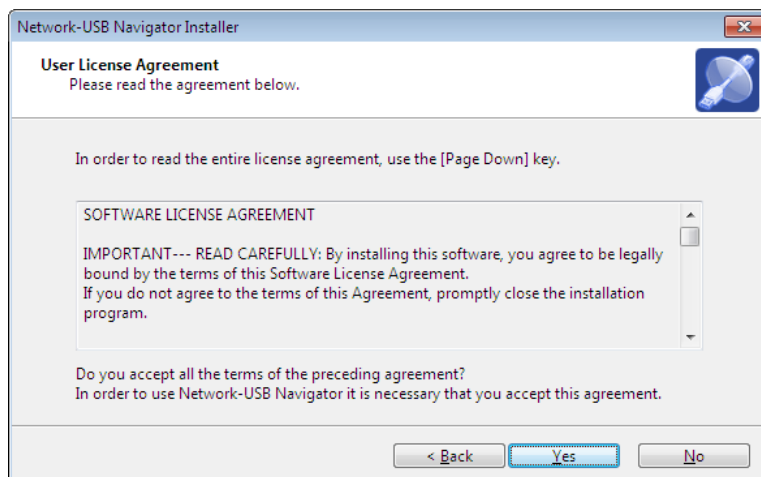 Network-USB Navigator Installer
User License Agreement
Please read the agreement below.
In order to read the entire license agreement, use the [Page Down] key.
SOFTWARE LICENSE AGREEMENT
IMPORTANT--- READ CAREFULLY: By installing this software, you agree to be legally
bound by the terms of this Software License Agreement.
If you do not agree to the terms of this Agreement, promptly close the installation
program.
Do you accept all the terms of the preceding agreement?
In order to use Network-USB Navigator it is necessary that you accept this agreement.
< Back Yes No